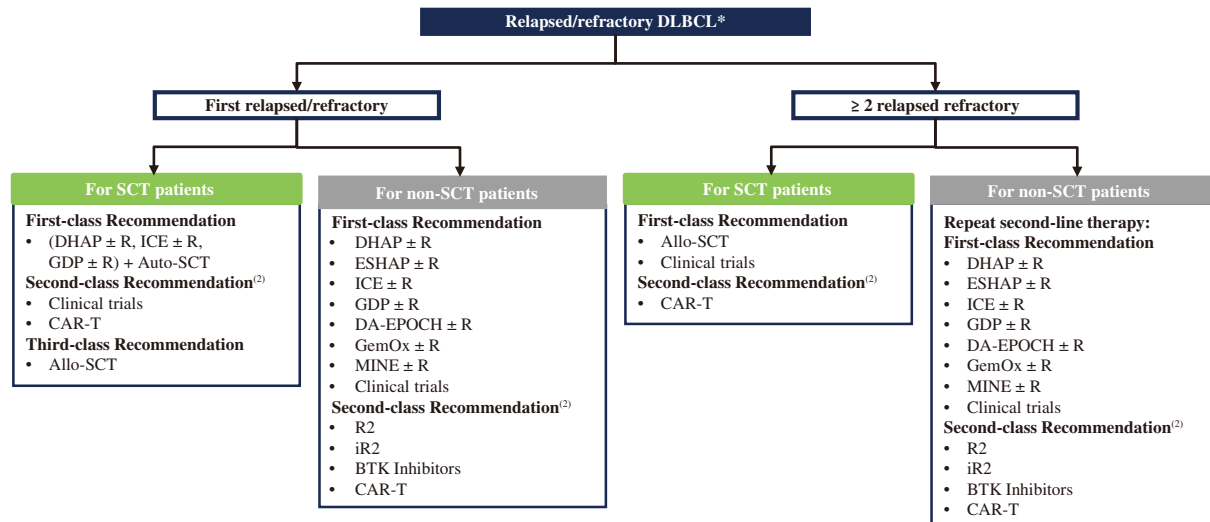 Relapsed/refractory DLBCL*
First relapsed/refractory
≥ 2 relapsed refractory
For SCT patients
First-class Recommendation
• (DHAP ± R, ICE ± R,
GDP ± R) + Auto-SCT
Second-class Recommendation(2)
• Clinical trials
• CAR-T
Third-class Recommendation
• Allo-SCT
For non-SCT patients
First-class Recommendation
• DHAP ± R
• ESHAP ± R
• ICE ± R
• GDP ± R
• DA-EPOCH ± R
• GemOx ± R
• MINE ± R
• Clinical trials
Second-class Recommendation(2)
• R2
• iR2
• BTK Inhibitors
• CAR-T
For SCT patients
First-class Recommendation
• Allo-SCT
• Clinical trials
Second-class Recommendation(2)
• CAR-T
For non-SCT patients
Repeat second-line therapy:
First-class Recommendation
• DHAP ± R
• ESHAP ± R
• ICE ± R
• GDP ± R
• DA-EPOCH ± R
• GemOx ± R
• MINE ± R
• Clinical trials
Second-class Recommendation(2)
• R2
• iR2
• BTK Inhibitors
• CAR-T